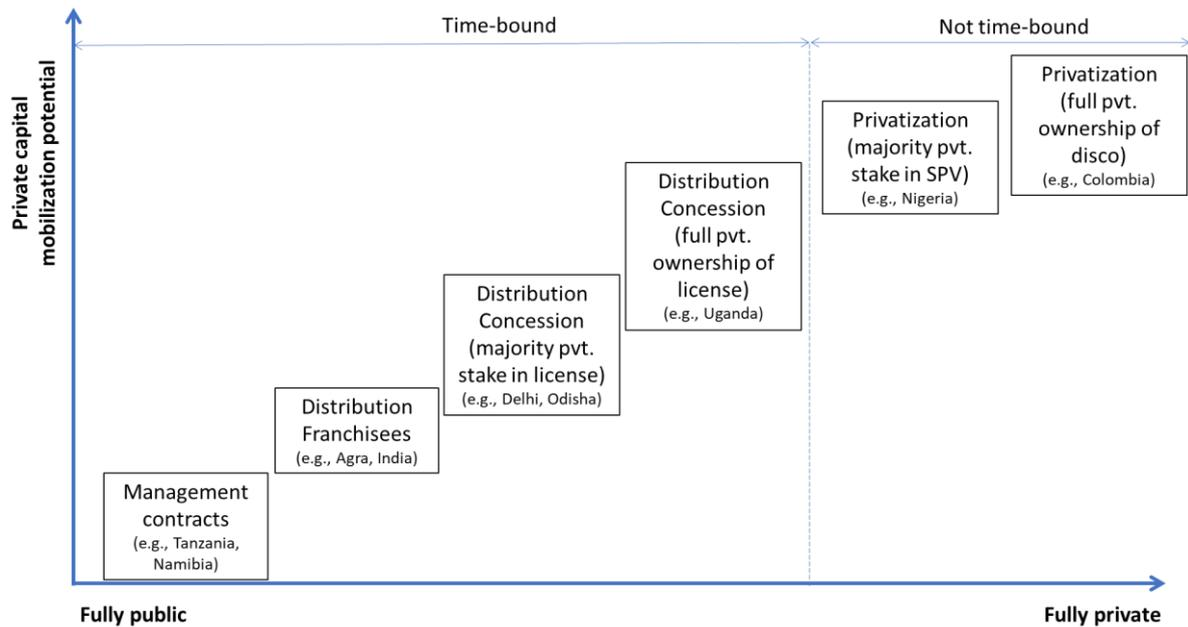 Time-bound
Not time-bound
Private capital
mobilization potential
Privatization
(full pvt.
ownership of
disco)
(e.g., Colombia)
Privatization
(majority pvt.
stake in SPV)
(e.g., Nigeria)
Distribution
Concession
(full pvt.
ownership of
license)
(e.g., Uganda)
Distribution
Concession
(majority pvt.
stake in license)
(e.g., Delhi, Odisha)
Distribution
Franchisees
(e.g., Agra, India)
Management
contracts
(e.g., Tanzania,
Namibia)
Fully public
Fully private